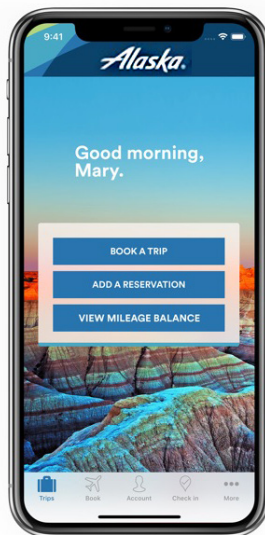 9:41
Alaska.
Good morning,
Mary.
BOOK A TRIP
ADD A RESERVATION
VIEW MILEAGE BALANCE
Trips
Book
Account
Check in
More